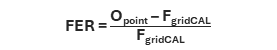 FER = O_point – F_gridCAL / F_gridCAL